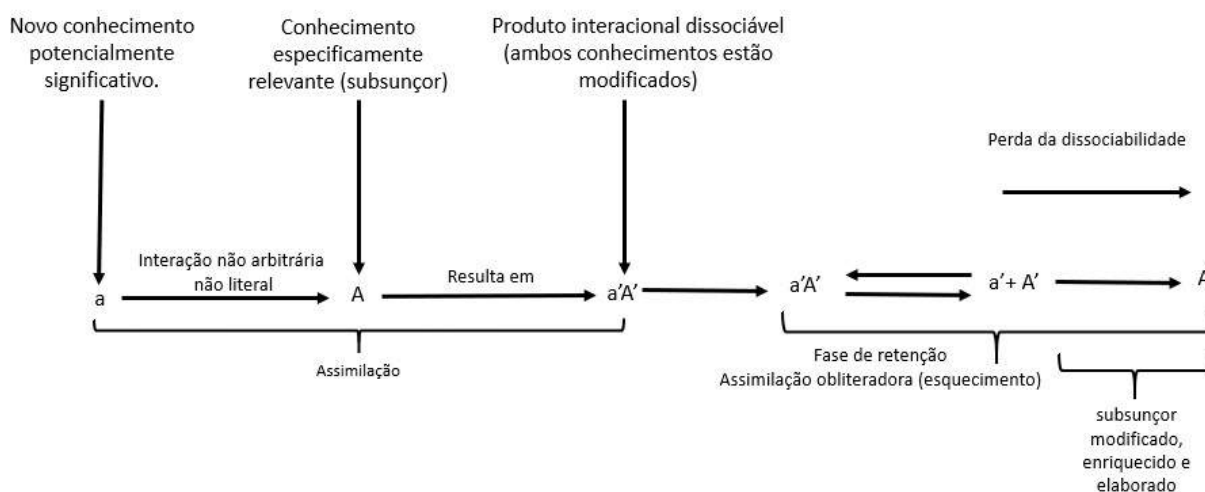 Novo conhecimento
potencialmente
significativo.
Conhecimento
especificamente
relevante (subsunçor)
Produto interacional dissociável
(ambos conhecimentos estão
modificados)
Perda da dissociabilidade
Interação não arbitrária
não literal
Resulta em
a A a’A’ a’A’ a’+ A’ A
Assimilação
Fase de retenção
Assimilação obliteradora (esquecimento)
subsunçor
modificado,
enriquecido e
elaborado